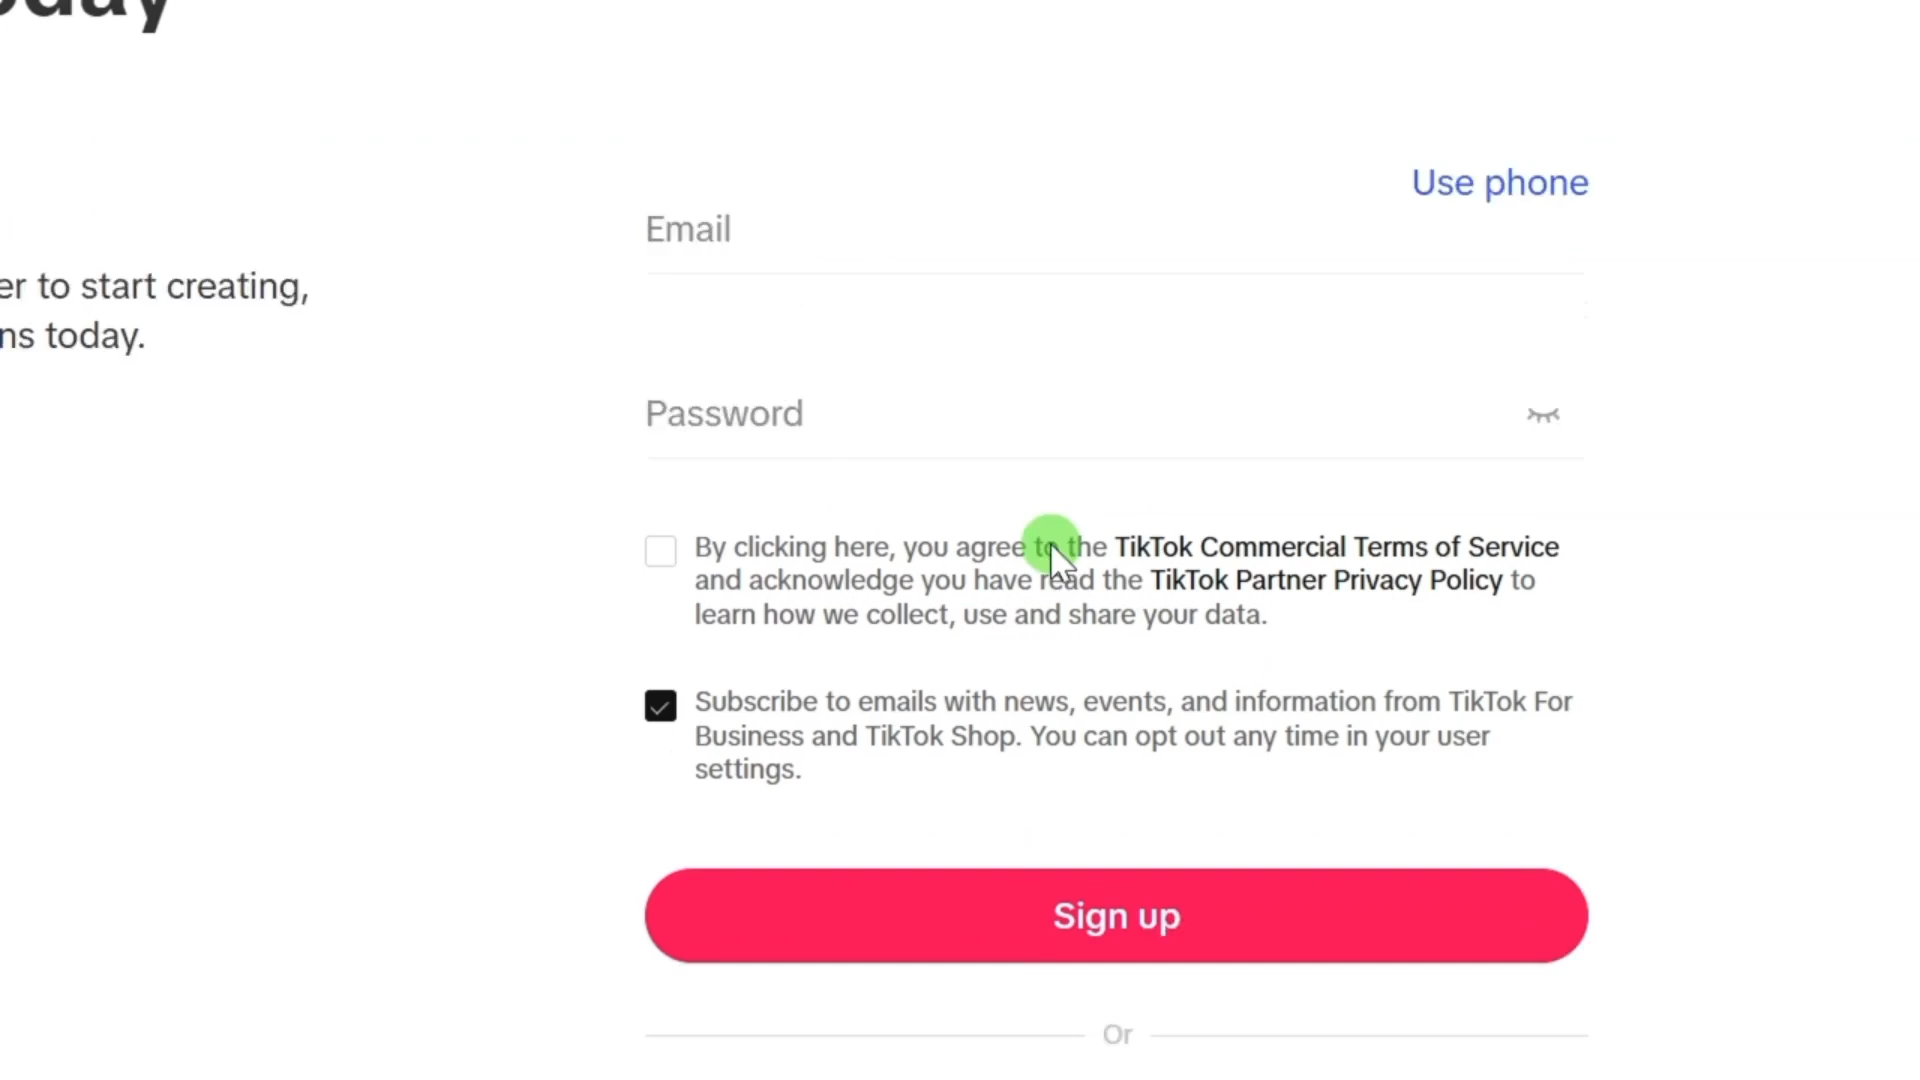 Use phone
Email
er to start creating,
ns today.
Password
By clicking here, you agree to the TikTok Commercial Terms of Service
and acknowledge you have read the TikTok Partner Privacy Policy to
learn how we collect, use and share your data.
Subscribe to emails with news, events, and information from TikTok For
Business and TikTok Shop. You can opt out any time in your user
settings.
Sign up
Or